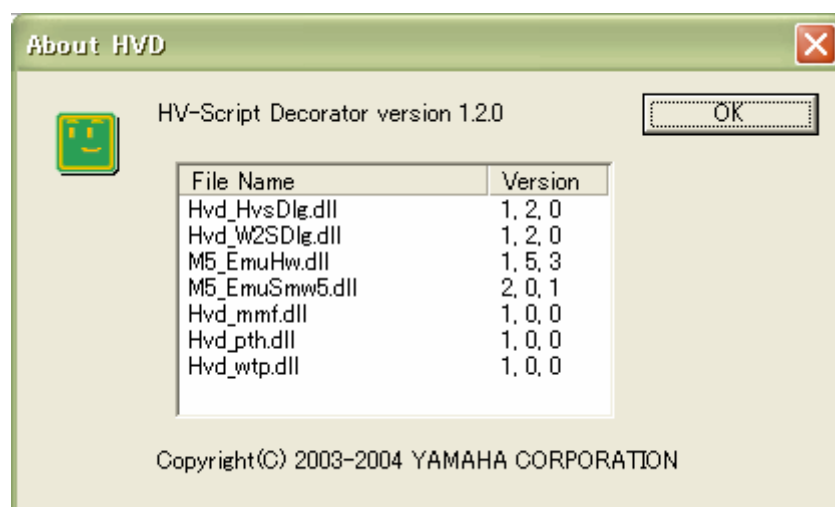 About HVD
HV-Script Decorator version 1.2.0
OK
File Name Version
Hvd_HvsDlg.dll 1, 2, 0
Hvd_W2SDlg.dll 1, 2, 0
M5_EmuHw.dll 1, 5, 3
M5_EmuSmw5.dll 2, 0, 1
Hvd_mmf.dll 1, 0, 0
Hvd_pth.dll 1, 0, 0
Hvd_wtp.dll 1, 0, 0
Copyright(C) 2003-2004 YAMAHA CORPORATION